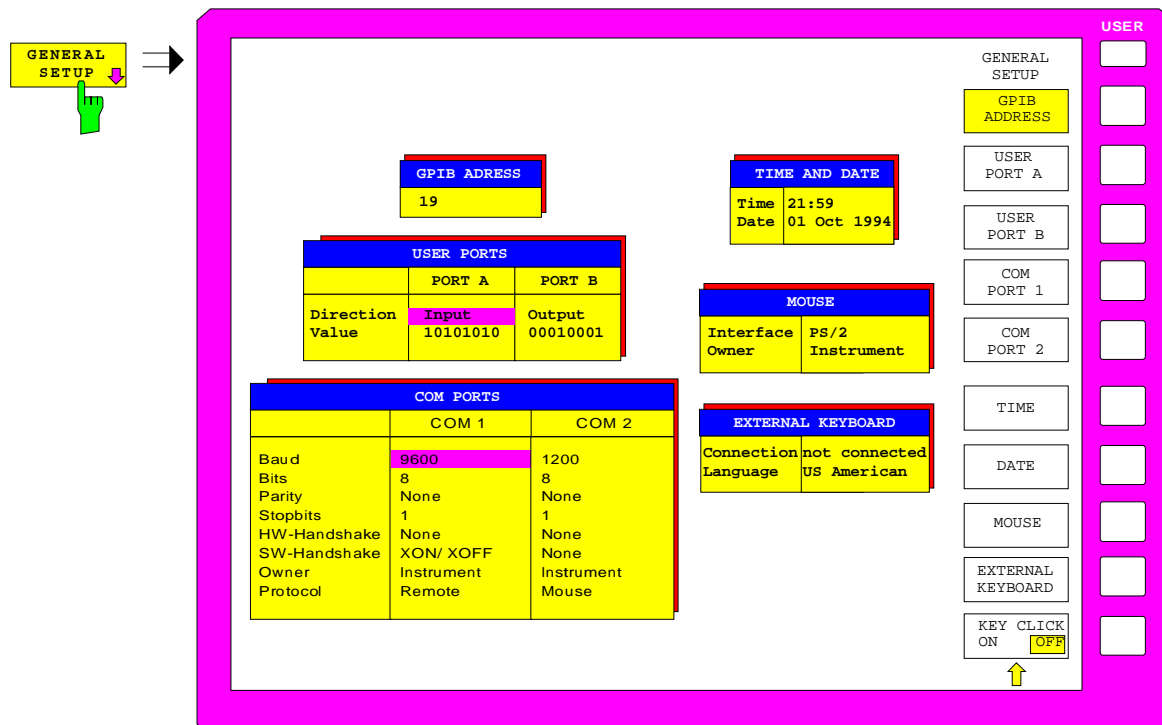 USER
GENERAL
SETUP
GENERAL
SETUP
GPIB
ADDRESS
USER
PORT A
USER
PORT B
COM
PORT 1
COM
PORT 2
TIME
DATE
MOUSE
EXTERNAL
KEYBOARD
KEY CLICK
ON OFF
GPIB ADRESS
19
TIME AND DATE
Time 21:59
Date 01 Oct 1994
USER PORTS
PORT A PORT B
Direction Input Output
Value 10101010 00010001
MOUSE
Interface PS/2
Owner Instrument
COM PORTS
COM 1 COM 2
Baud 9600 1200
Bits 8 8
Parity None None
Stopbits 1 1
HW-Handshake None None
SW-Handshake XON/ XOFF None
Owner Instrument Instrument
Protocol Remote Mouse
EXTERNAL KEYBOARD
Connection not connected
Language US American